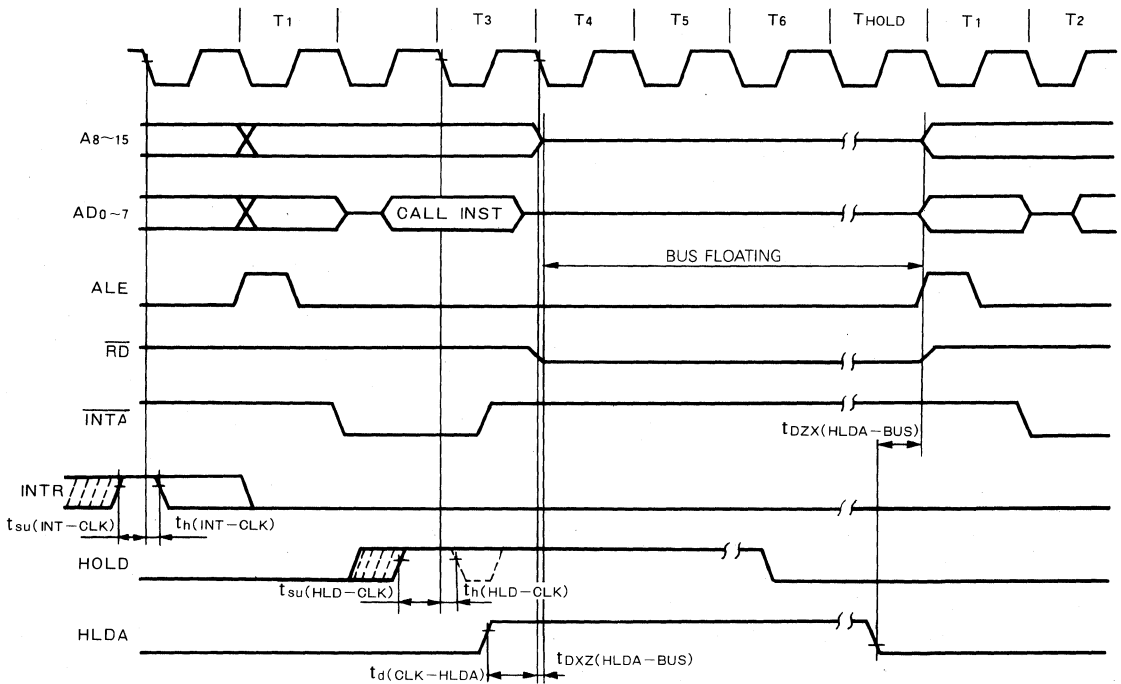 T1 T3 T4 T5 T6 THOLD T1 T2
A8~15
AD0~7 CALL INST
BUS FLOATING
ALE
R̅D̅
I̅N̅T̅A̅
tDZX(HLDA−BUS)
INTR
tsu(INT−CLK) th(INT−CLK)
HOLD
tsu(HLD−CLK) th(HLD−CLK)
HLDA
td(CLK−HLDA) tDXZ(HLDA−BUS)